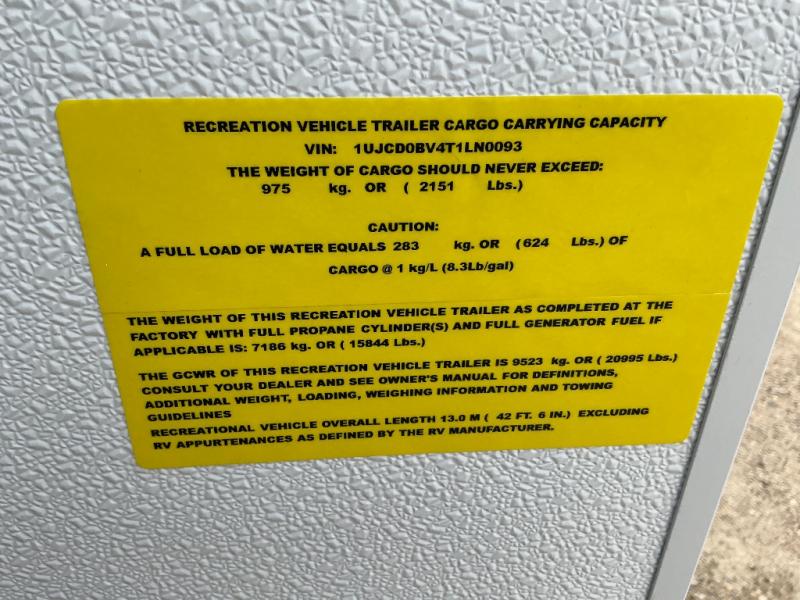 RECREATION VEHICLE TRAILER CARGO CARRYING CAPACITY
VIN: 1UJCD0BV4T1LN0093
THE WEIGHT OF CARGO SHOULD NEVER EXCEED:
975 kg. OR ( 2151 Lbs.)
CAUTION:
A FULL LOAD OF WATER EQUALS 283 kg. OR (624 Lbs.) OF
CARGO @ 1 kg/L (8.3Lb/gal)
THE WEIGHT OF THIS RECREATION VEHICLE TRAILER AS COMPLETED AT THE
FACTORY WITH FULL PROPANE CYLINDER(S) AND FULL GENERATOR FUEL IF
APPLICABLE IS: 7186 kg. OR ( 15844 Lbs.)
THE GCWR OF THIS RECREATION VEHICLE TRAILER IS 9523 kg. OR ( 20995 Lbs.)
CONSULT YOUR DEALER AND SEE OWNER'S MANUAL FOR DEFINITIONS,
ADDITIONAL WEIGHT, LOADING, WEIGHING INFORMATION AND TOWING
GUIDELINES
RECREATIONAL VEHICLE OVERALL LENGTH 13.0 M ( 42 FT. 6 IN.) EXCLUDING
RV APPURTENANCES AS DEFINED BY THE RV MANUFACTURER.